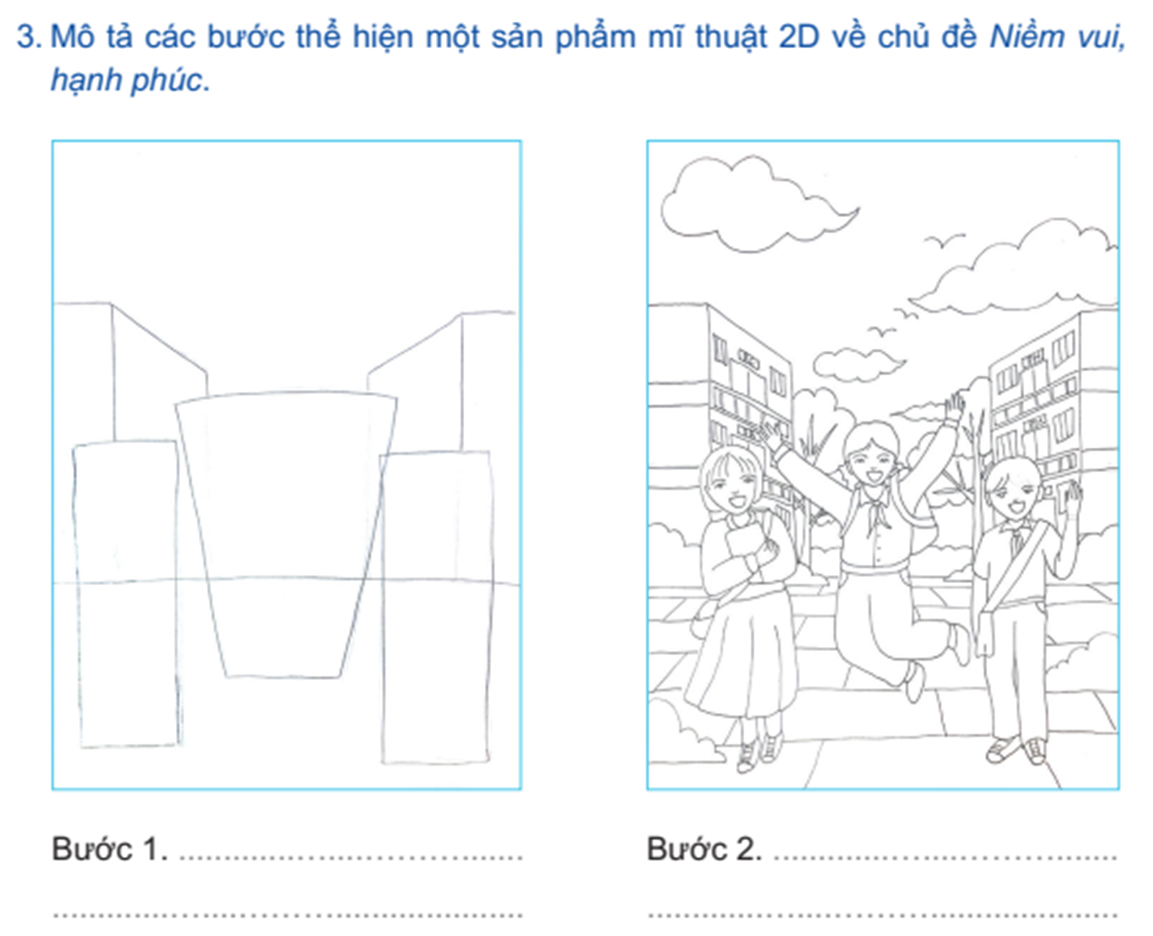 3. Mô tả các bước thể hiện một sản phẩm mĩ thuật 2D về chủ đề Niềm vui,
hạnh phúc.
Bước 1. ....................................
Bước 2. ....................................